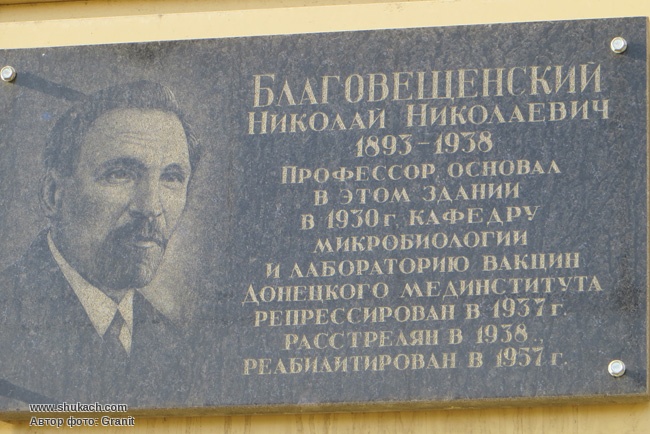 БЛАГОВЕЩЕНСКИЙ
НИКОЛАЙ НИКОЛАЕВИЧ
1893-1938
ПРОФЕССОР, ОСНОВАЛ
В ЭТОМ ЗДАНИИ
В 1930 г. КАФЕДРУ
МИКРОБИОЛОГИИ
И ЛАБОРАТОРИЮ ВАКЦИН
ДОНЕЦКОГО МЕДИНСТИТУТА
РЕПРЕССИРОВАН В 1937 г.
РАССТРЕЛЯН В 1938.,
РЕАБИЛИТИРОВАН В 1957 г.
www.shukach.com
Автор фото: Granit